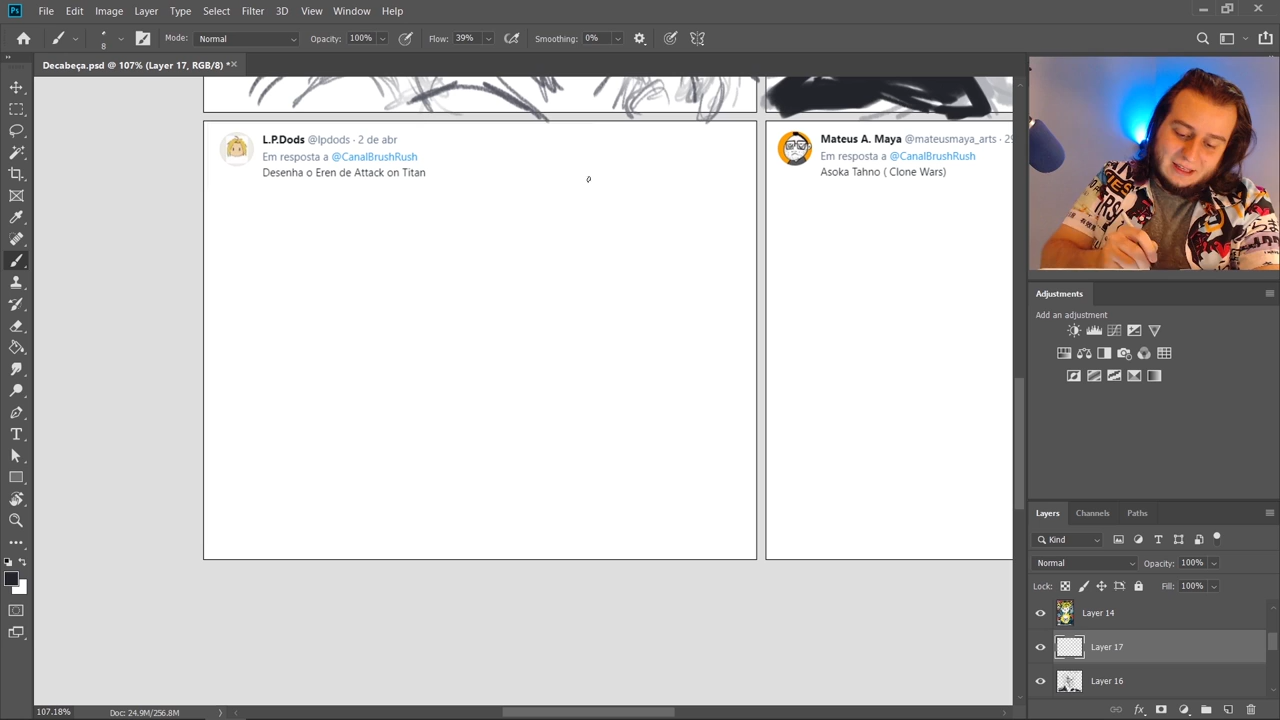 File Edit Image Layer Type Select Filter 3D View Window Help
8 Mode: Normal Opacity: 100% Flow: 39% Smoothing: 0%
Decabeça.psd @ 107% (Layer 17, RGB/8) *
L.P.Dods @lpdods · 2 de abr
Em resposta a @CanalBrushRush
Desenha o Eren de Attack on Titan
Mateus A. Maya @mateusmaya_arts · 29
Em resposta a @CanalBrushRush
Asoka Tahno ( Clone Wars)
Adjustments
Add an adjustment
Layers Channels Paths
Kind
Normal Opacity: 100%
Lock: Fill: 100%
Layer 14
Layer 17
Layer 16
107.18% Doc: 24.9M/256.8M